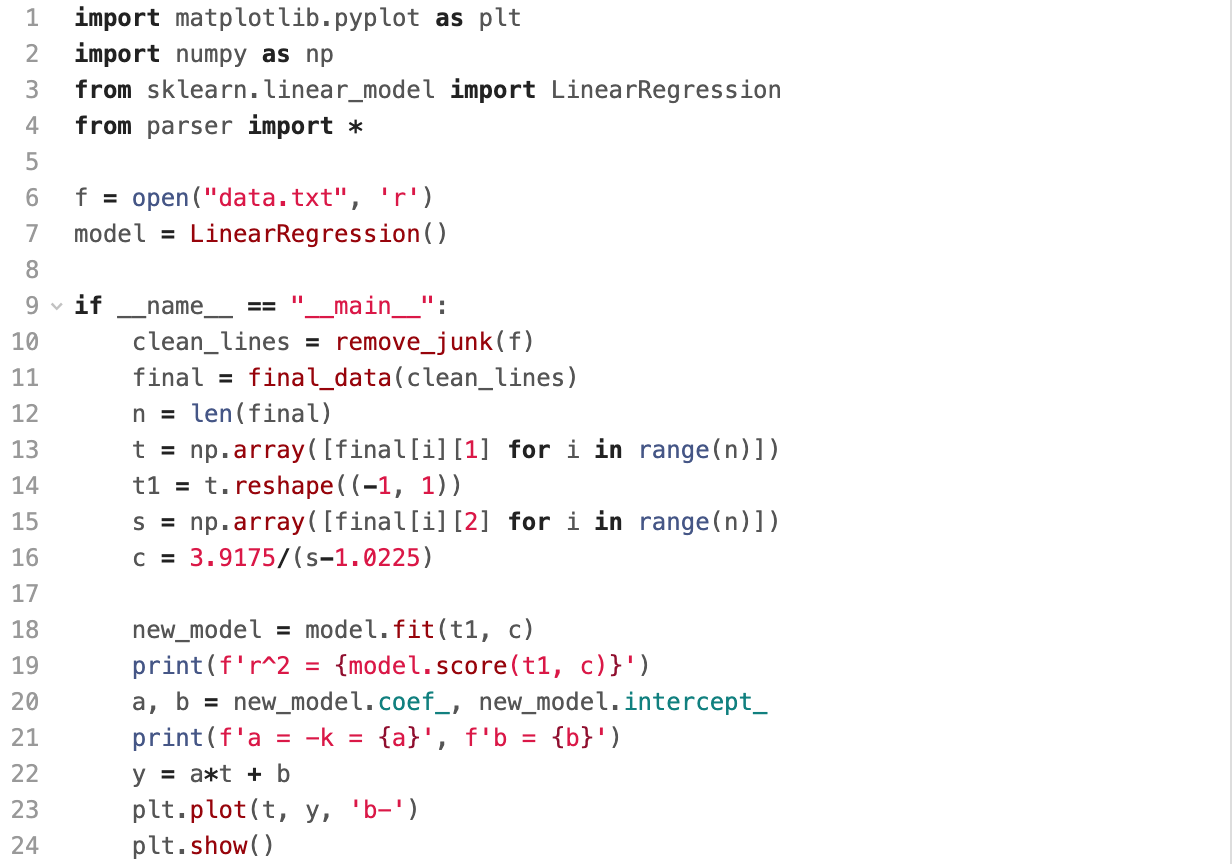 1 import matplotlib.pyplot as plt
2 import numpy as np
3 from sklearn.linear_model import LinearRegression
4 from parser import *
5
6 f = open("data.txt", 'r')
7 model = LinearRegression()
8
9 if __name__ == "__main__":
10     clean_lines = remove_junk(f)
11     final = final_data(clean_lines)
12     n = len(final)
13     t = np.array([final[i][1] for i in range(n)])
14     t1 = t.reshape((-1, 1))
15     s = np.array([final[i][2] for i in range(n)])
16     c = 3.9175/(s-1.0225)
17
18     new_model = model.fit(t1, c)
19     print(f'r^2 = {model.score(t1, c)}')
20     a, b = new_model.coef_, new_model.intercept_
21     print(f'a = -k = {a}', f'b = {b}')
22     y = a*t + b
23     plt.plot(t, y, 'b-')
24     plt.show()